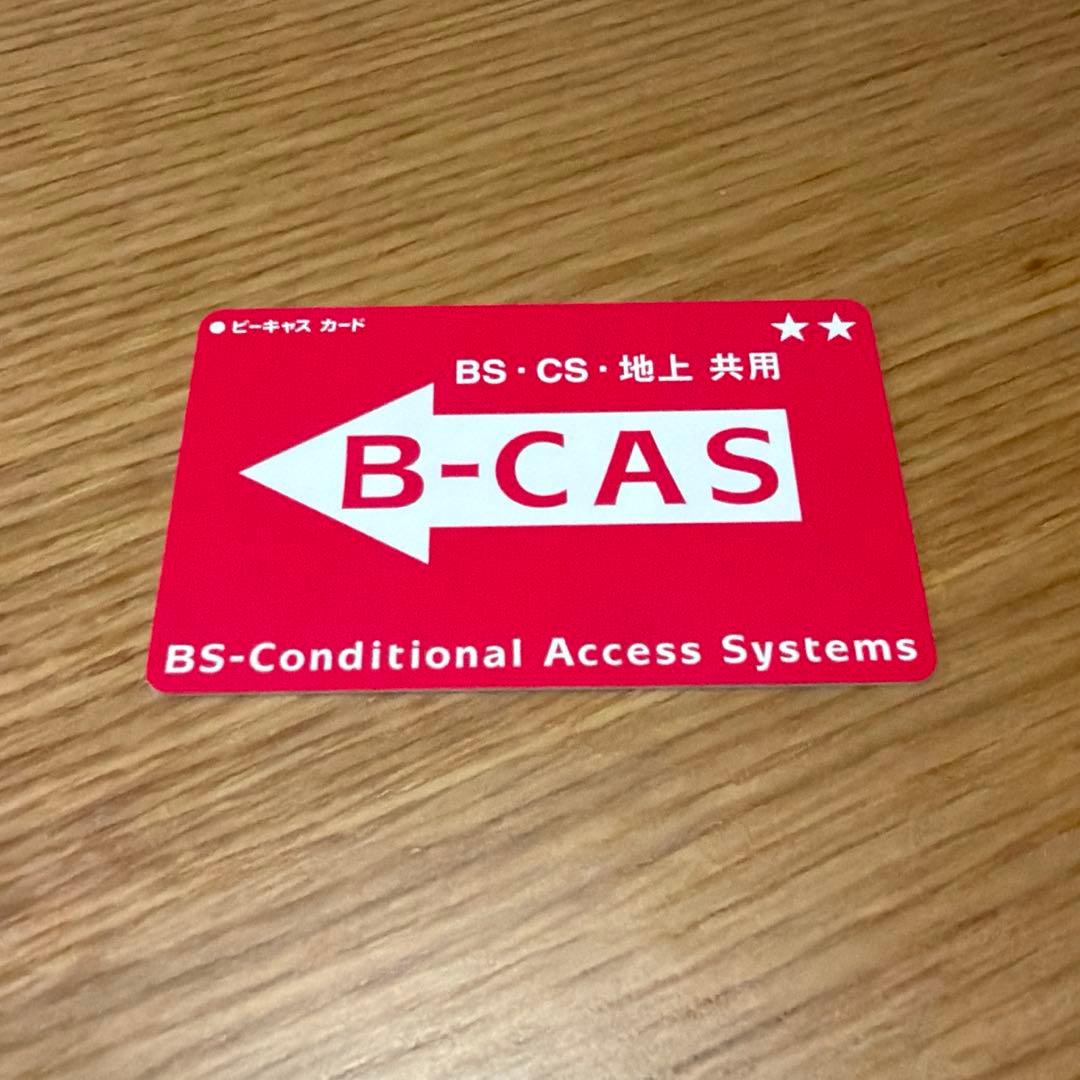 ●ビーキャス カード
★★
BS・CS・地上 共用
B-CAS
BS-Conditional Access Systems